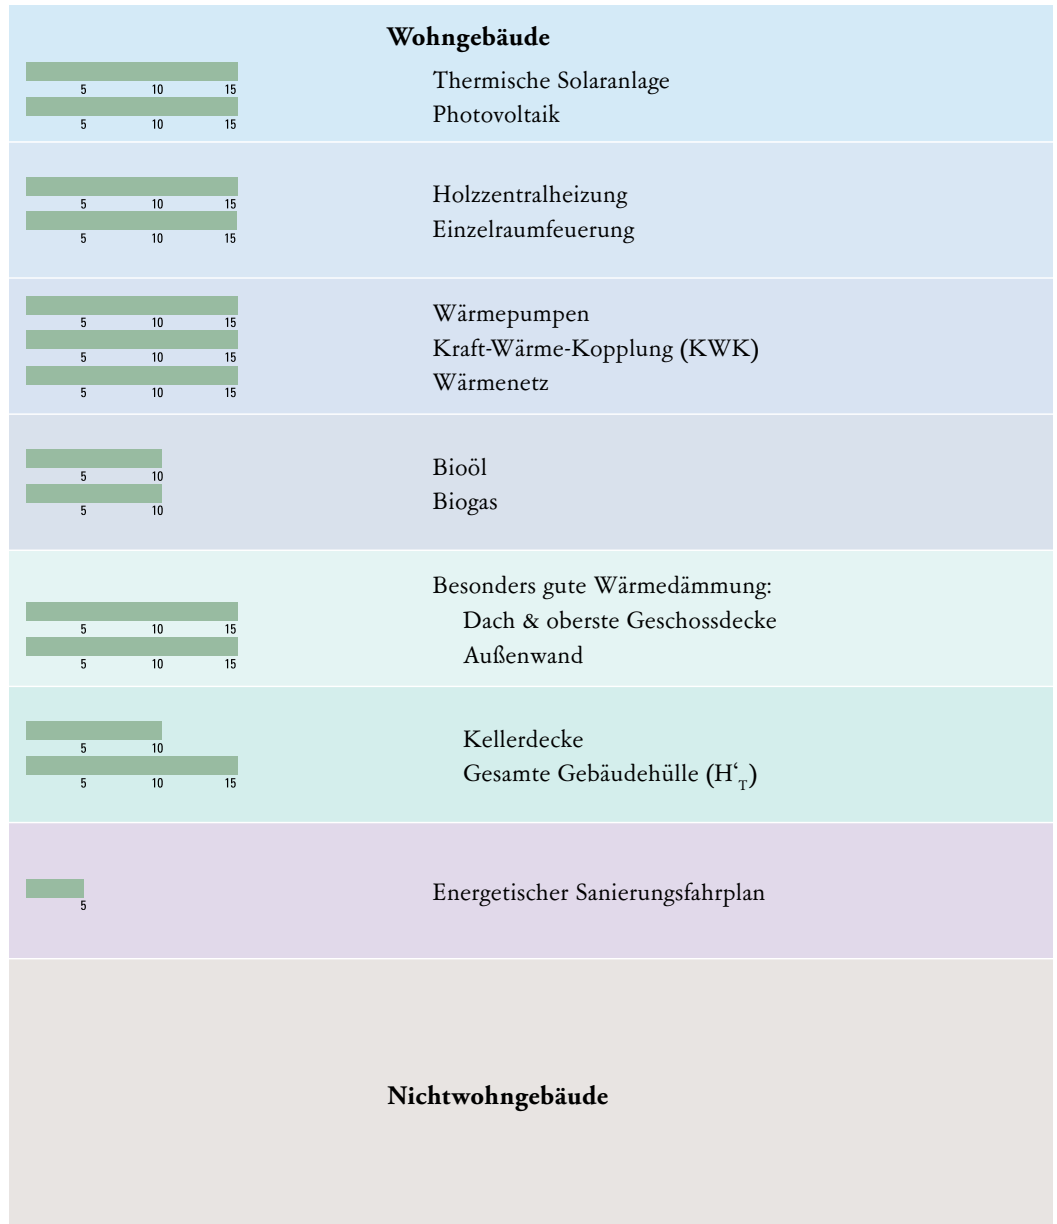 Wohngebäude
Thermische Solaranlage
5 10 15
Photovoltaik
5 10 15
Holzzentralheizung
5 10 15
Einzelraumfeuerung
5 10 15
Wärmepumpen
5 10 15
Kraft-Wärme-Kopplung (KWK)
5 10 15
Wärmenetz
5 10 15
Bioöl
5 10
Biogas
5 10
Besonders gute Wärmedämmung:
Dach & oberste Geschossdecke
5 10 15
Außenwand
5 10 15
Kellerdecke
5 10
Gesamte Gebäudehülle (H‘T)
5 10 15
Energetischer Sanierungsfahrplan
5
Nichtwohngebäude